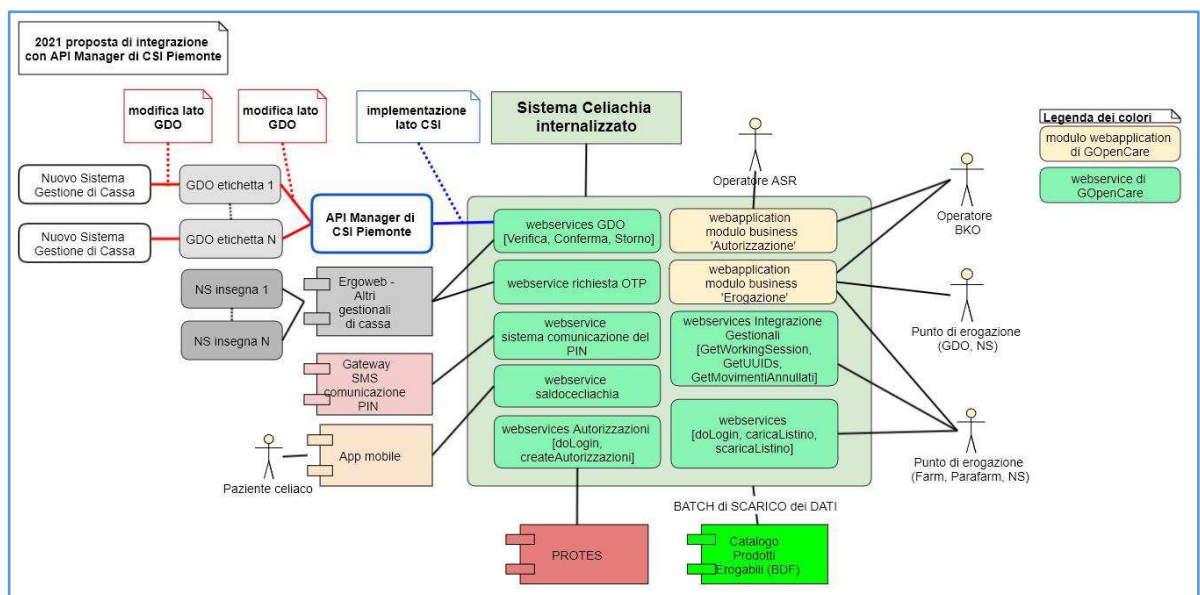 2021 proposta di integrazione
con API Manager di CSI Piemonte
modifica lato
GDO
modifica lato
GDO
implementazione
lato CSI
Sistema Celiachia
internalizzato
Legenda dei colori
modulo webapplication
di GOpenCare
webservice di
GOpenCare
Operatore ASR
Nuovo Sistema
Gestione di Cassa
GDO etichetta 1
Nuovo Sistema
Gestione di Cassa
GDO etichetta N
API Manager di
CSI Piemonte
webservices GDO
[Verifica, Conferma, Storno]
webapplication
modulo business
'Autorizzazione'
Operatore
BKO
NS insegna 1
NS insegna N
Ergoweb -
Altri
gestionali
di cassa
webservice richiesta OTP
webapplication
modulo business
'Erogazione'
Punto di erogazione
(GDO, NS)
Gateway
SMS
comunicazione
PIN
webservice
sistema comunicazione del
PIN
webservices Integrazione
Gestionali
[GetWorkingSession,
GetUUIDs,
GetMovimentiAnnullati]
webservice
saldocecliachia
Paziente celiaco
App mobile
webservices Autorizzazioni
[doLogin,
createAutorizzazioni]
webservices
[doLogin, caricaListino,
scaricaListino]
Punto di erogazione
(Farm, Parafarm, NS)
BATCH di SCARICO dei DATI
PROTES
Catalogo
Prodotti
Erogabili (BDF)